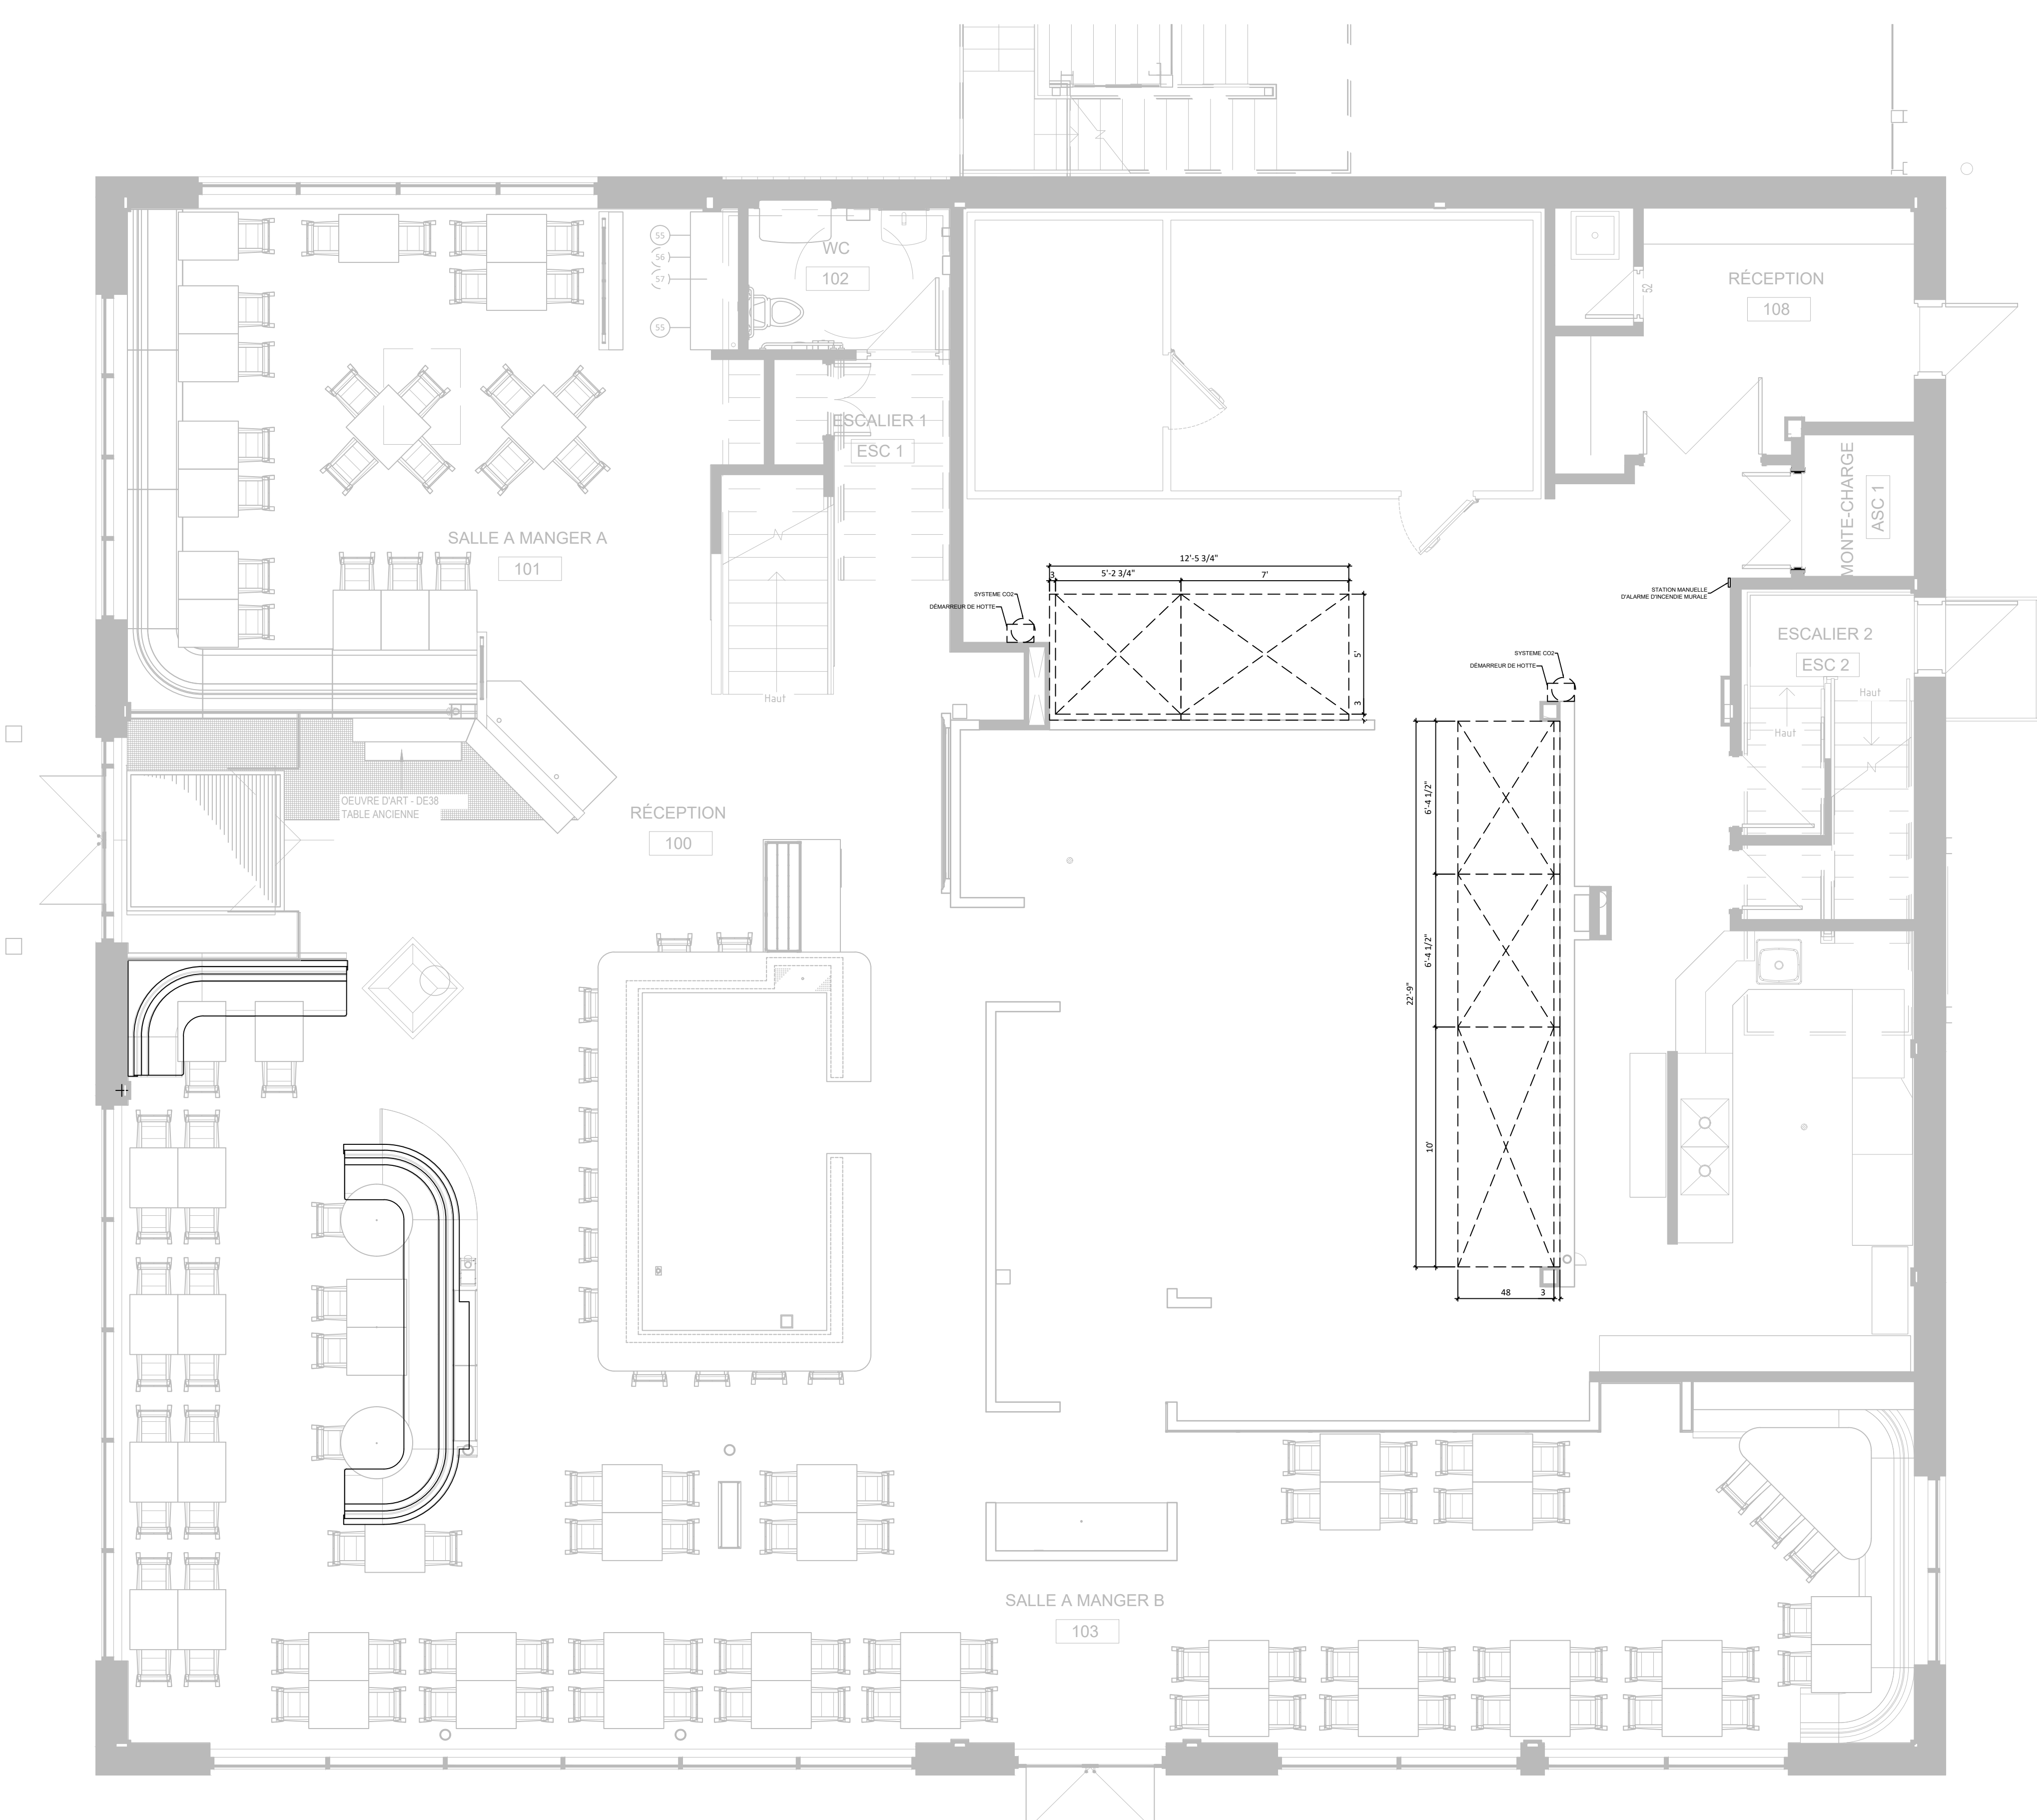 55
56
57
55
WC
102
52
RÉCEPTION
108
ESCALIER 1
ESC 1
MONTE-CHARGE
ASC 1
SALLE A MANGER A
101
12'-5 3/4"
3
5'-2 3/4"
7'
5'
3
SYSTEME CO2
DÉMARREUR DE HOTTE
STATION MANUELLE
D'ALARME D'INCENDIE MURALE
ESCALIER 2
ESC 2
Haut
Haut
Haut
SYSTEME CO2
DÉMARREUR DE HOTTE
OEUVRE D'ART - DE38
TABLE ANCIENNE
RÉCEPTION
100
6'-4 1/2"
6'-4 1/2"
22'-9"
10'
48
3
SALLE A MANGER B
103